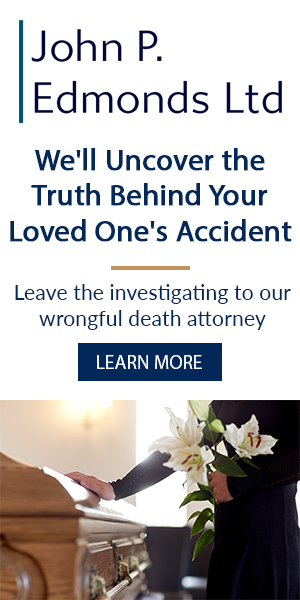 John P.
Edmonds Ltd
We'll Uncover the
Truth Behind Your
Loved One's Accident
Leave the investigating to our
wrongful death attorney
LEARN MORE